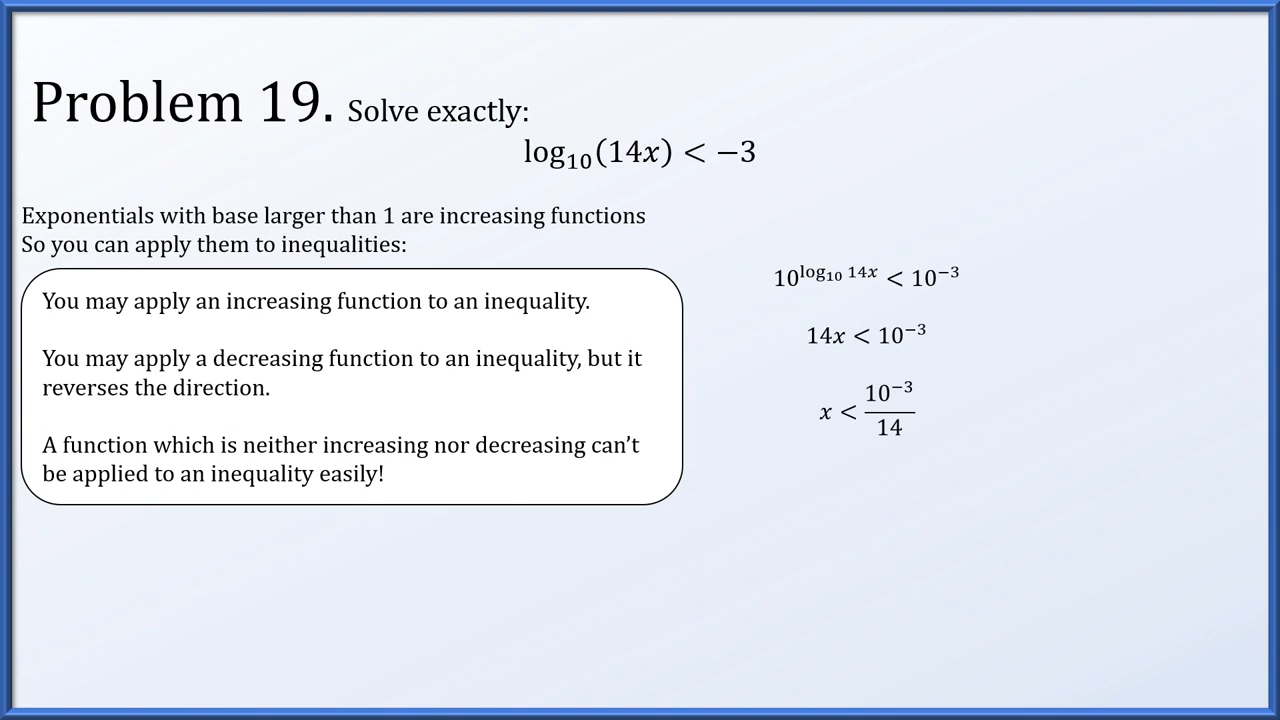 Problem 19. Solve exactly:
log₁₀(14𝑥) < −3
Exponentials with base larger than 1 are increasing functions
So you can apply them to inequalities:
You may apply an increasing function to an inequality.
You may apply a decreasing function to an inequality, but it
reverses the direction.
A function which is neither increasing nor decreasing can’t
be applied to an inequality easily!
10^(log₁₀ 14𝑥) < 10⁻³
14𝑥 < 10⁻³
𝑥 < 10⁻³/14